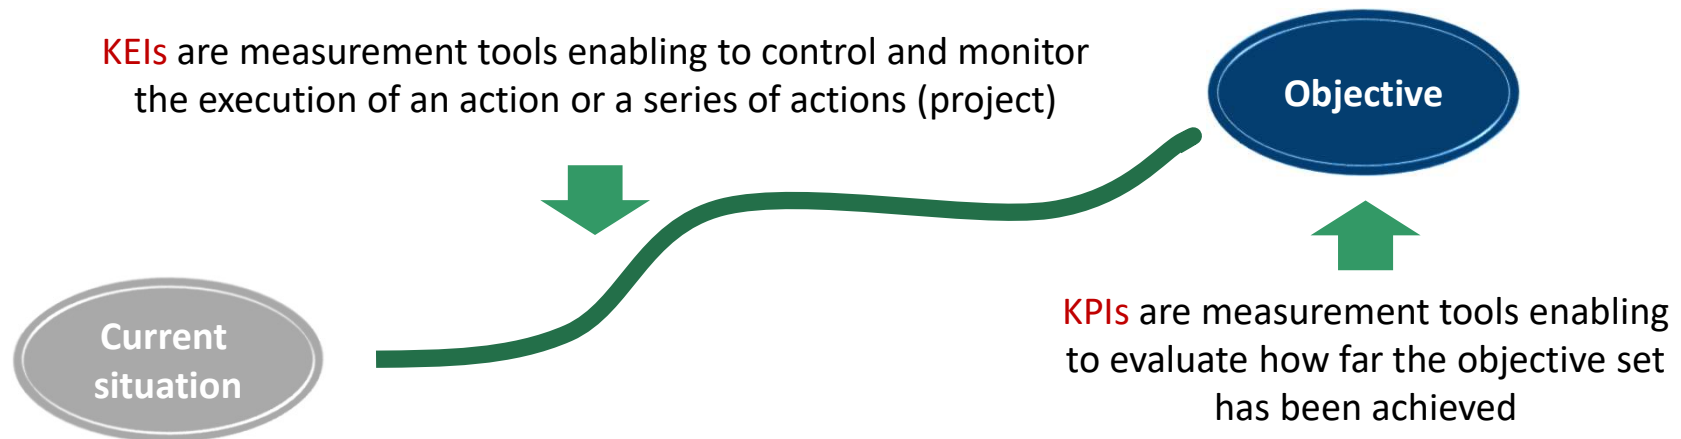 KEIs are measurement tools enabling to control and monitor
the execution of an action or a series of actions (project)
Objective
Current
situation
KPIs are measurement tools enabling
to evaluate how far the objective set
has been achieved